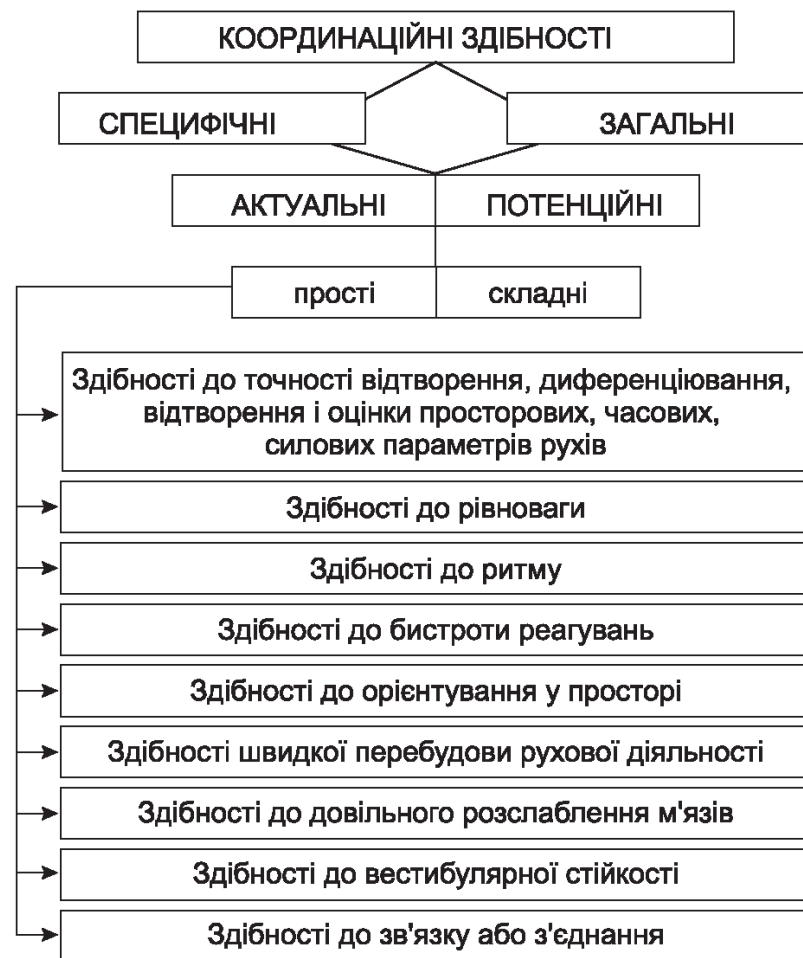 КООРДИНАЦІЙНІ ЗДІБНОСТІ
СПЕЦИФІЧНІ
ЗАГАЛЬНІ
АКТУАЛЬНІ
ПОТЕНЦІЙНІ
прості
складні
Здібності до точності відтворення, диференціювання,
відтворення і оцінки просторових, часових,
силових параметрів рухів
Здібності до рівноваги
Здібності до ритму
Здібності до бистроти реагувань
Здібності до орієнтування у просторі
Здібності швидкої перебудови рухової діяльності
Здібності до довільного розслаблення м'язів
Здібності до вестибулярної стійкості
Здібності до зв'язку або з'єднання